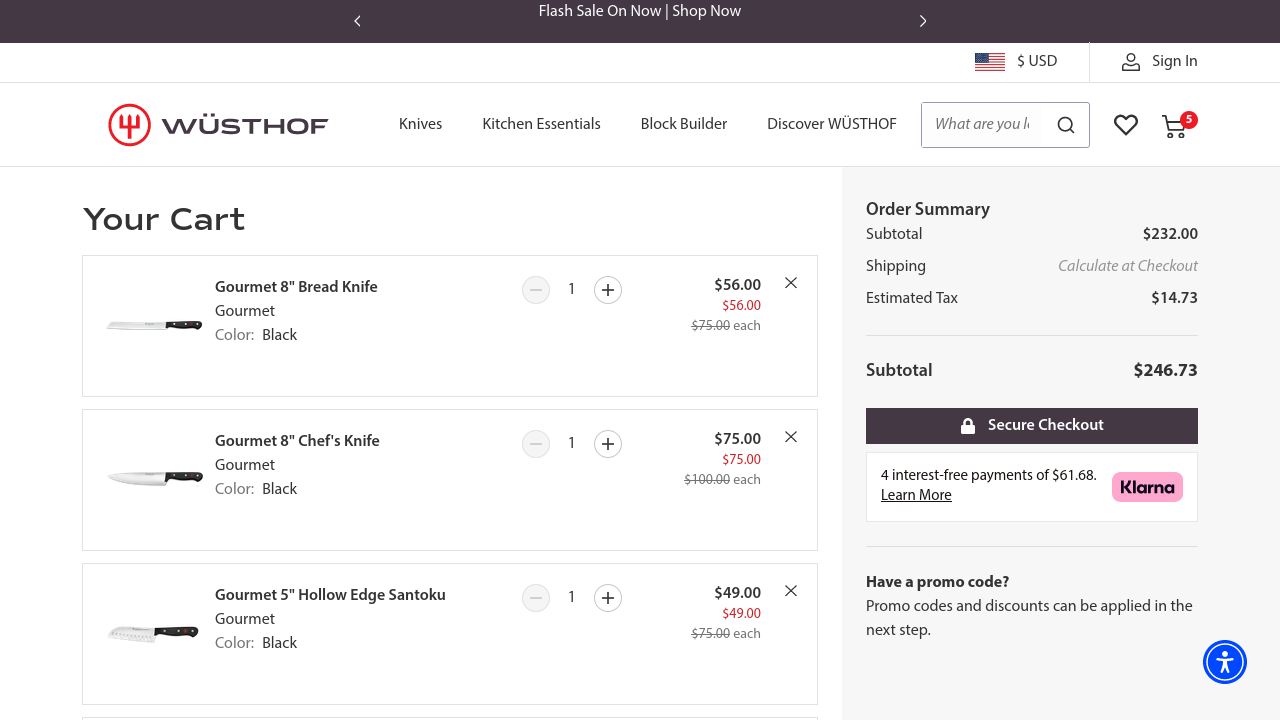 Flash Sale On Now | Shop Now
$ USD
Sign In
WÜSTHOF
Knives
Kitchen Essentials
Block Builder
Discover WÜSTHOF
What are you l
5
Your Cart
Gourmet 8" Bread Knife
Gourmet
Color: Black
1
$56.00
$56.00
$75.00 each
Gourmet 8" Chef's Knife
Gourmet
Color: Black
1
$75.00
$75.00
$100.00 each
Gourmet 5" Hollow Edge Santoku
Gourmet
Color: Black
1
$49.00
$49.00
$75.00 each
Order Summary
Subtotal $232.00
Shipping Calculate at Checkout
Estimated Tax $14.73
Subtotal $246.73
Secure Checkout
4 interest-free payments of $61.68.
Learn More
Klarna
Have a promo code?
Promo codes and discounts can be applied in the
next step.